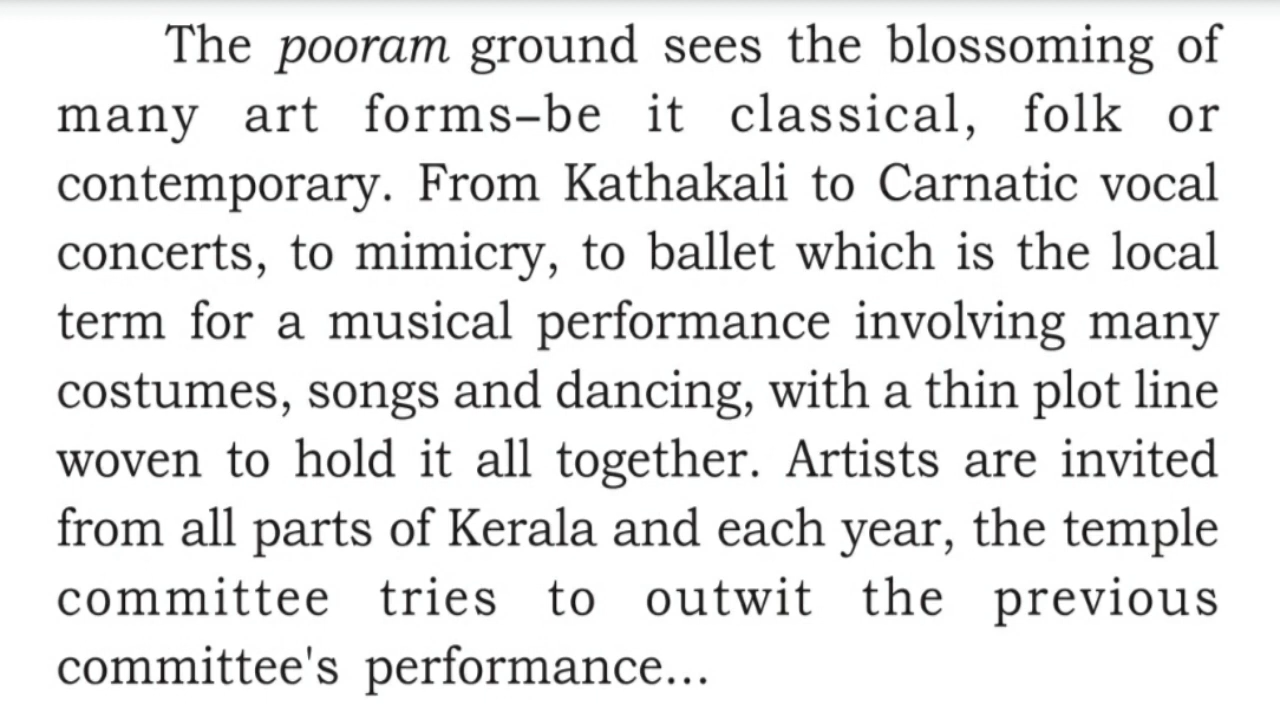 The pooram ground sees the blossoming of
many art forms–be it classical, folk or
contemporary. From Kathakali to Carnatic vocal
concerts, to mimicry, to ballet which is the local
term for a musical performance involving many
costumes, songs and dancing, with a thin plot line
woven to hold it all together. Artists are invited
from all parts of Kerala and each year, the temple
committee tries to outwit the previous
committee's performance...